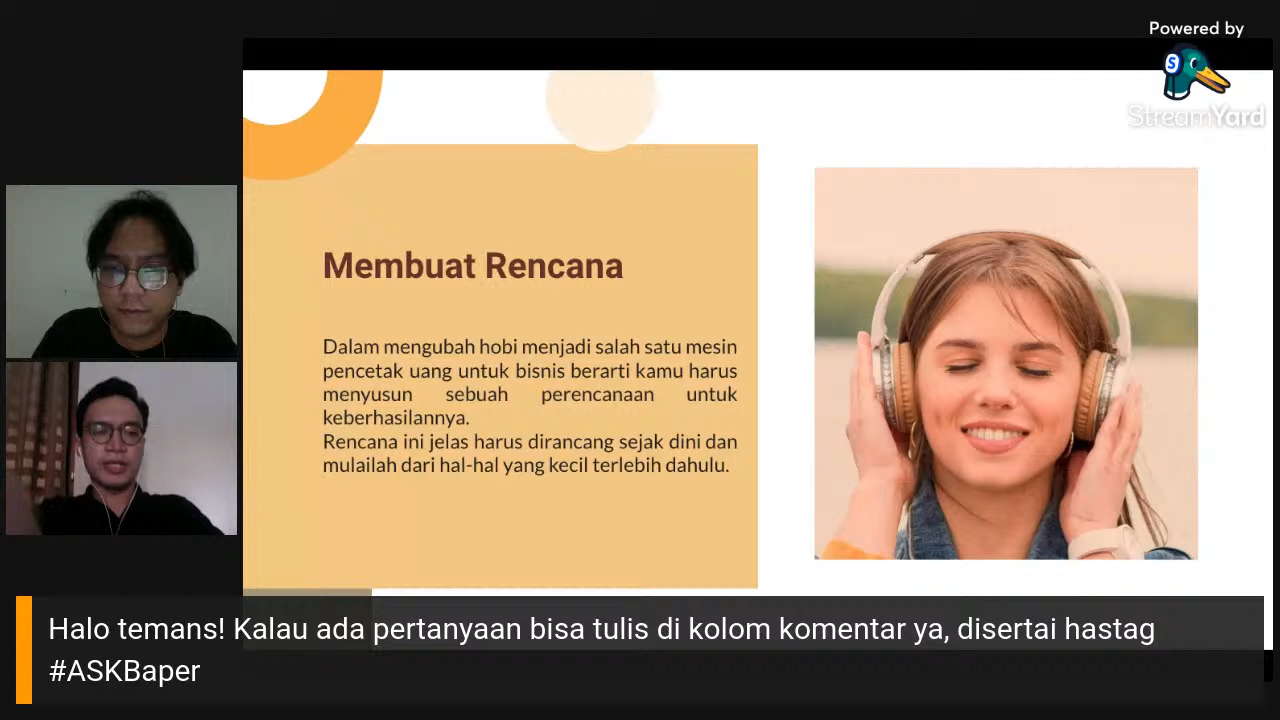 Powered by
S
StreamYard
Membuat Rencana
Dalam mengubah hobi menjadi salah satu mesin
pencetak uang untuk bisnis berarti kamu harus
menyusun sebuah perencanaan untuk
keberhasilannya.
Rencana ini jelas harus dirancang sejak dini dan
mulailah dari hal-hal yang kecil terlebih dahulu.
Halo temans! Kalau ada pertanyaan bisa tulis di kolom komentar ya, disertai hastag
#ASKBaper